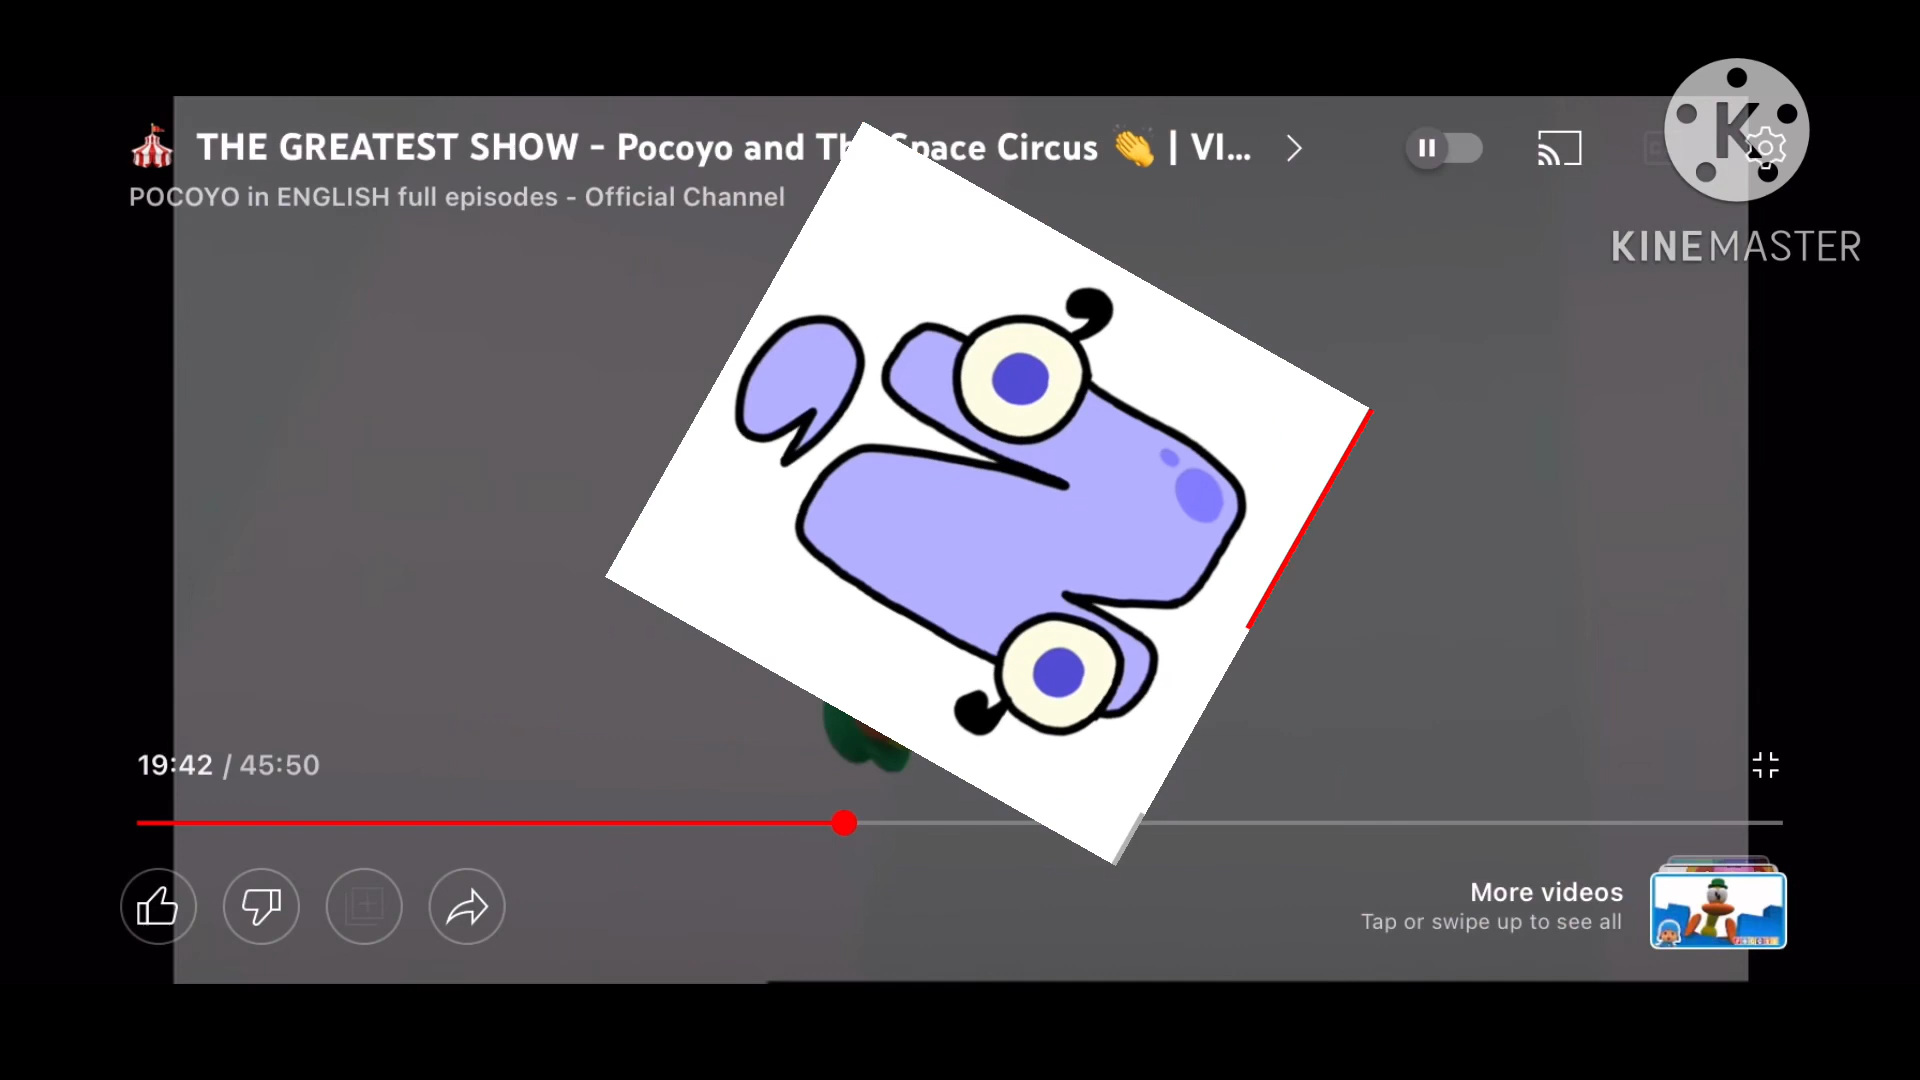 🎪 THE GREATEST SHOW - Pocoyo and Th Space Circus 👏 | VI...
POCOYO in ENGLISH full episodes - Official Channel
K
KINEMASTER
19:42 / 45:50
More videos
Tap or swipe up to see all